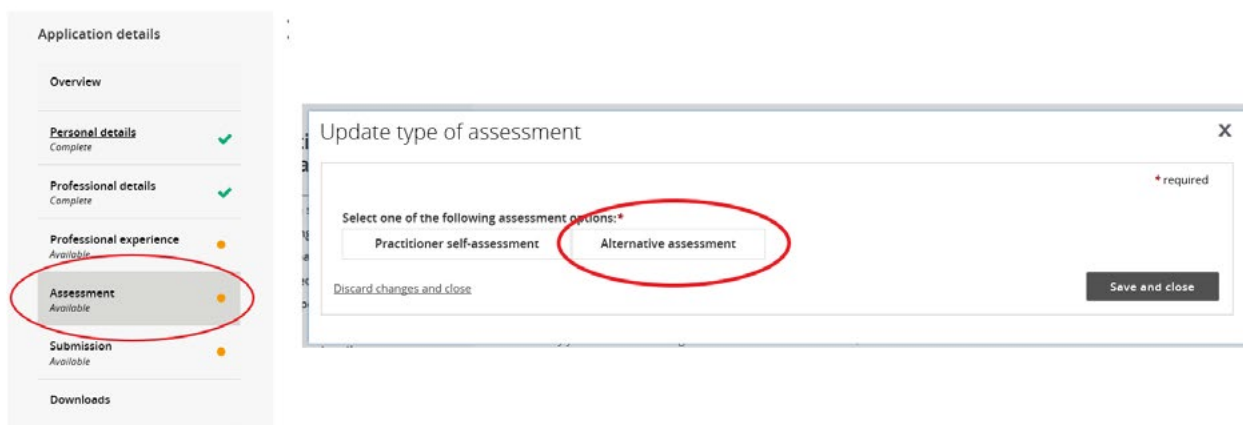 Application details
Overview
Personal details
Complete
Professional details
Complete
Professional experience
Available
Assessment
Available
Submission
Available
Downloads
Update type of assessment
X
* required
Select one of the following assessment options:*
Practitioner self-assessment
Alternative assessment
Discard changes and close
Save and close